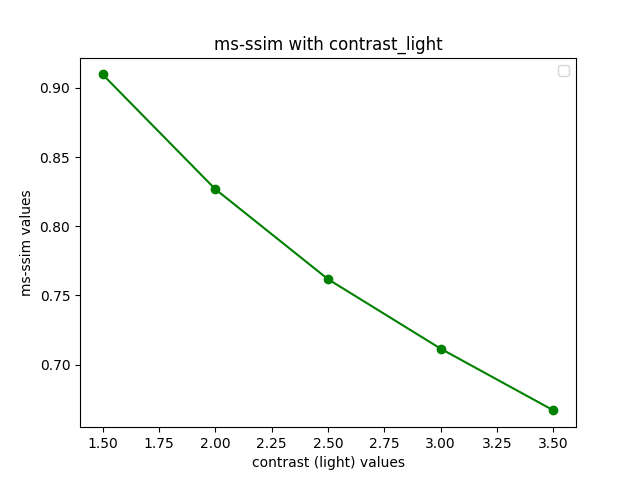 ms-ssim with contrast_light
0.90
0.85
0.80
0.75
0.70
ms-ssim values
1.50 1.75 2.00 2.25 2.50 2.75 3.00 3.25 3.50
contrast (light) values